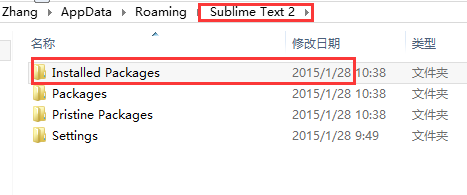 Zhang ▸ AppData ▸ Roaming ▸ Sublime Text 2 ▸
名称 修改日期 类型
Installed Packages 2015/1/28 10:38 文件夹
Packages 2015/1/28 10:38 文件夹
Pristine Packages 2015/1/28 10:38 文件夹
Settings 2015/1/28 9:49 文件夹